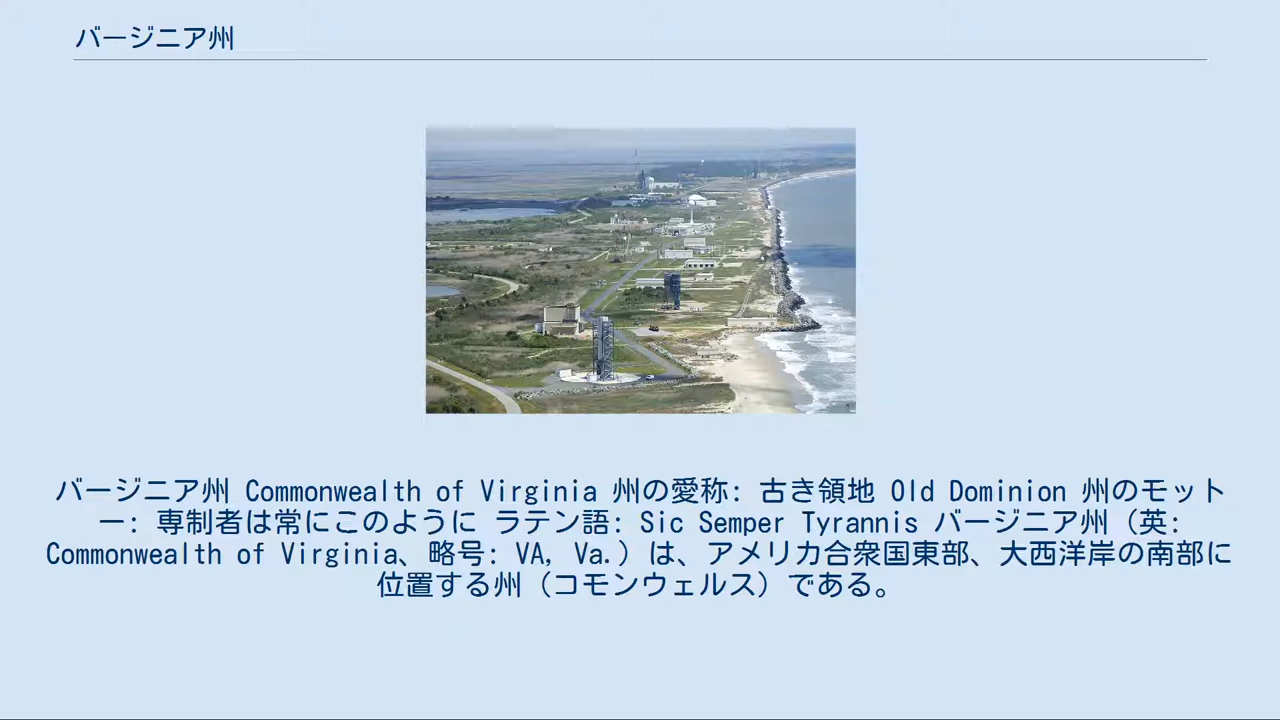 バージニア州
バージニア州 Commonwealth of Virginia 州の愛称: 古き領地 Old Dominion 州のモット
ー: 専制者は常にこのように ラテン語: Sic Semper Tyrannis バージニア州（英:
Commonwealth of Virginia、略号: VA, Va.）は、アメリカ合衆国東部、大西洋岸の南部に
位置する州（コモンウェルス）である。